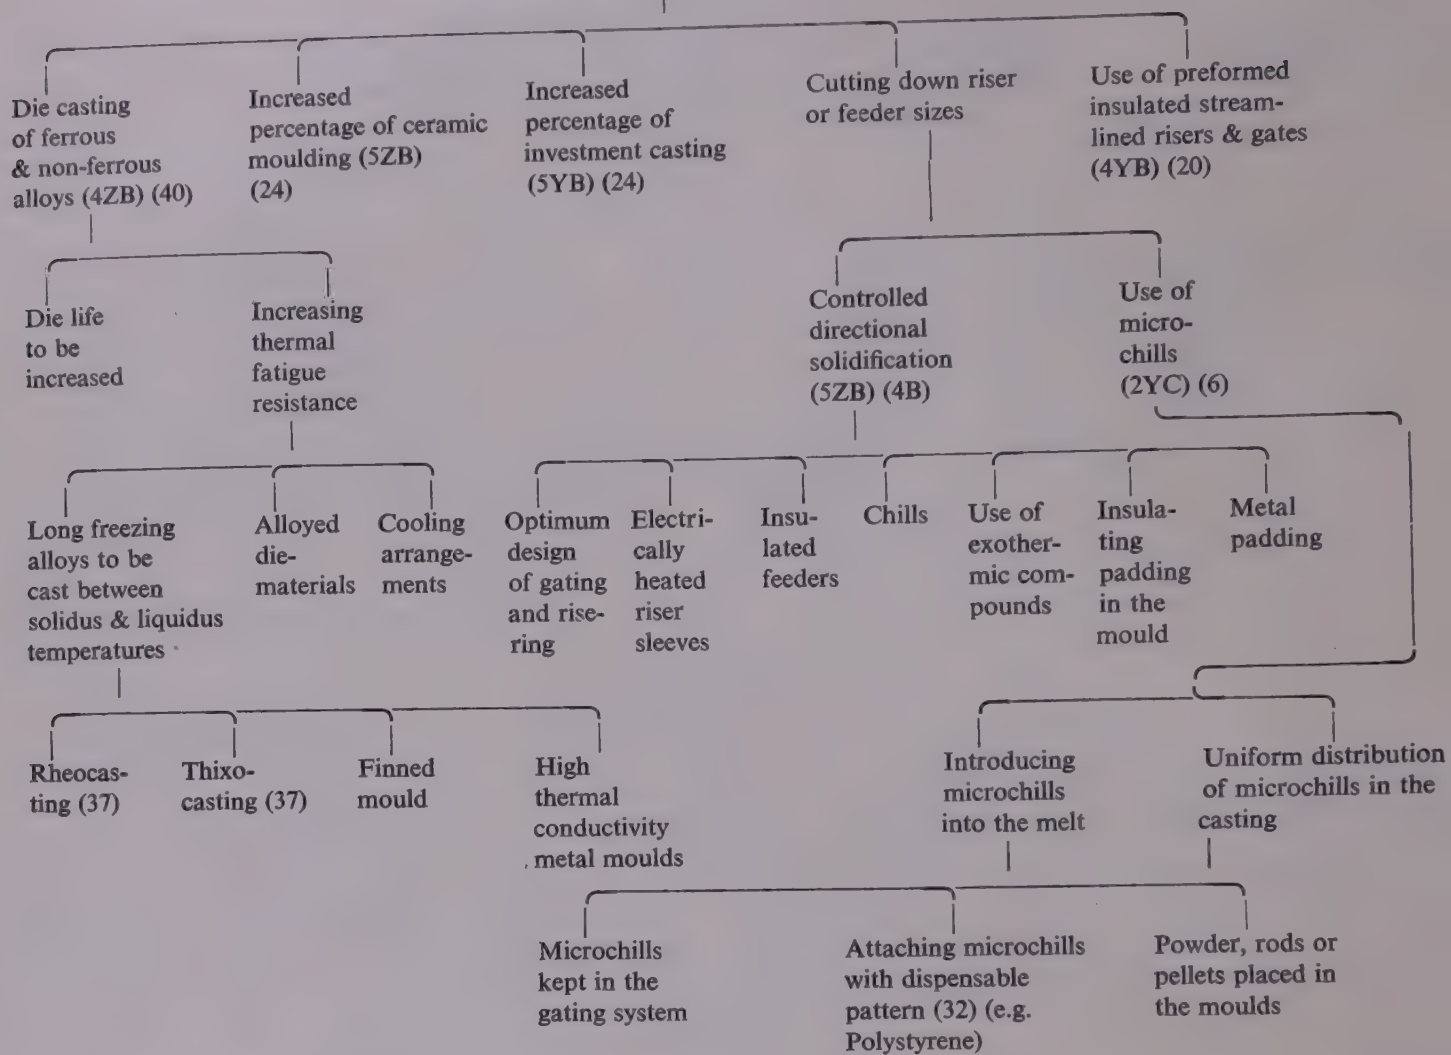 Die casting
of ferrous
& non-ferrous
alloys (4ZB) (40)
Increased
percentage of ceramic
moulding (5ZB)
(24)
Increased
percentage of
investment casting
(5YB) (24)
Cutting down riser
or feeder sizes
Use of preformed
insulated stream-
lined risers & gates
(4YB) (20)
Die life
to be
increased
Increasing
thermal
fatigue
resistance
Controlled
directional
solidification
(5ZB) (4B)
Use of
micro-
chills
(2YC) (6)
Long freezing
alloys to be
cast between
solidus & liquidus
temperatures
Alloyed
die-
materials
Cooling
arrange-
ments
Optimum
design
of gating
and rise-
ring
Electri-
cally
heated
riser
sleeves
Insu-
lated
feeders
Chills
Use of
exother-
mic com-
pounds
Insula-
ting
padding
in the
mould
Metal
padding
Rheocas-
ting (37)
Thixo-
casting (37)
Finned
mould
High
thermal
conductivity
metal moulds
Introducing
microchills
into the melt
Uniform distribution
of microchills in the
casting
Microchills
kept in the
gating system
Attaching microchills
with dispensable
pattern (32) (e.g.
Polystyrene)
Powder, rods or
pellets placed in
the moulds